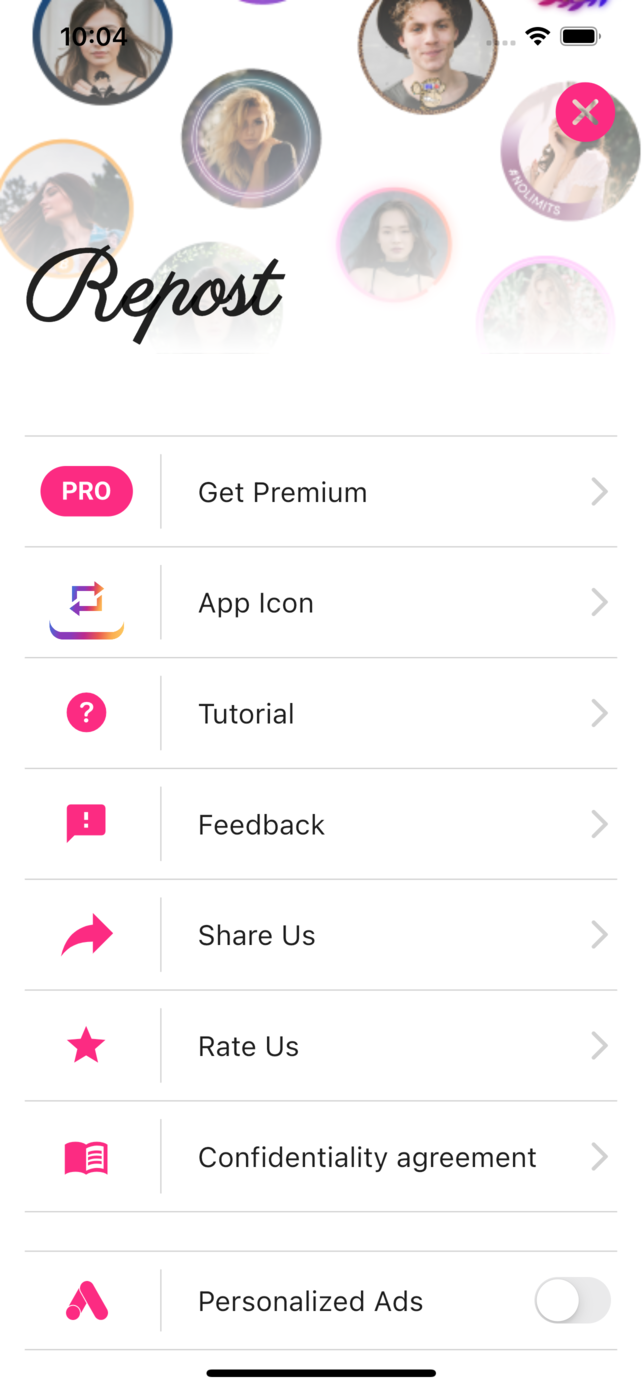 10:04
#NOLIMITS
Repost
PRO
Get Premium
App Icon
?
Tutorial
!
Feedback
Share Us
Rate Us
Confidentiality agreement
Personalized Ads